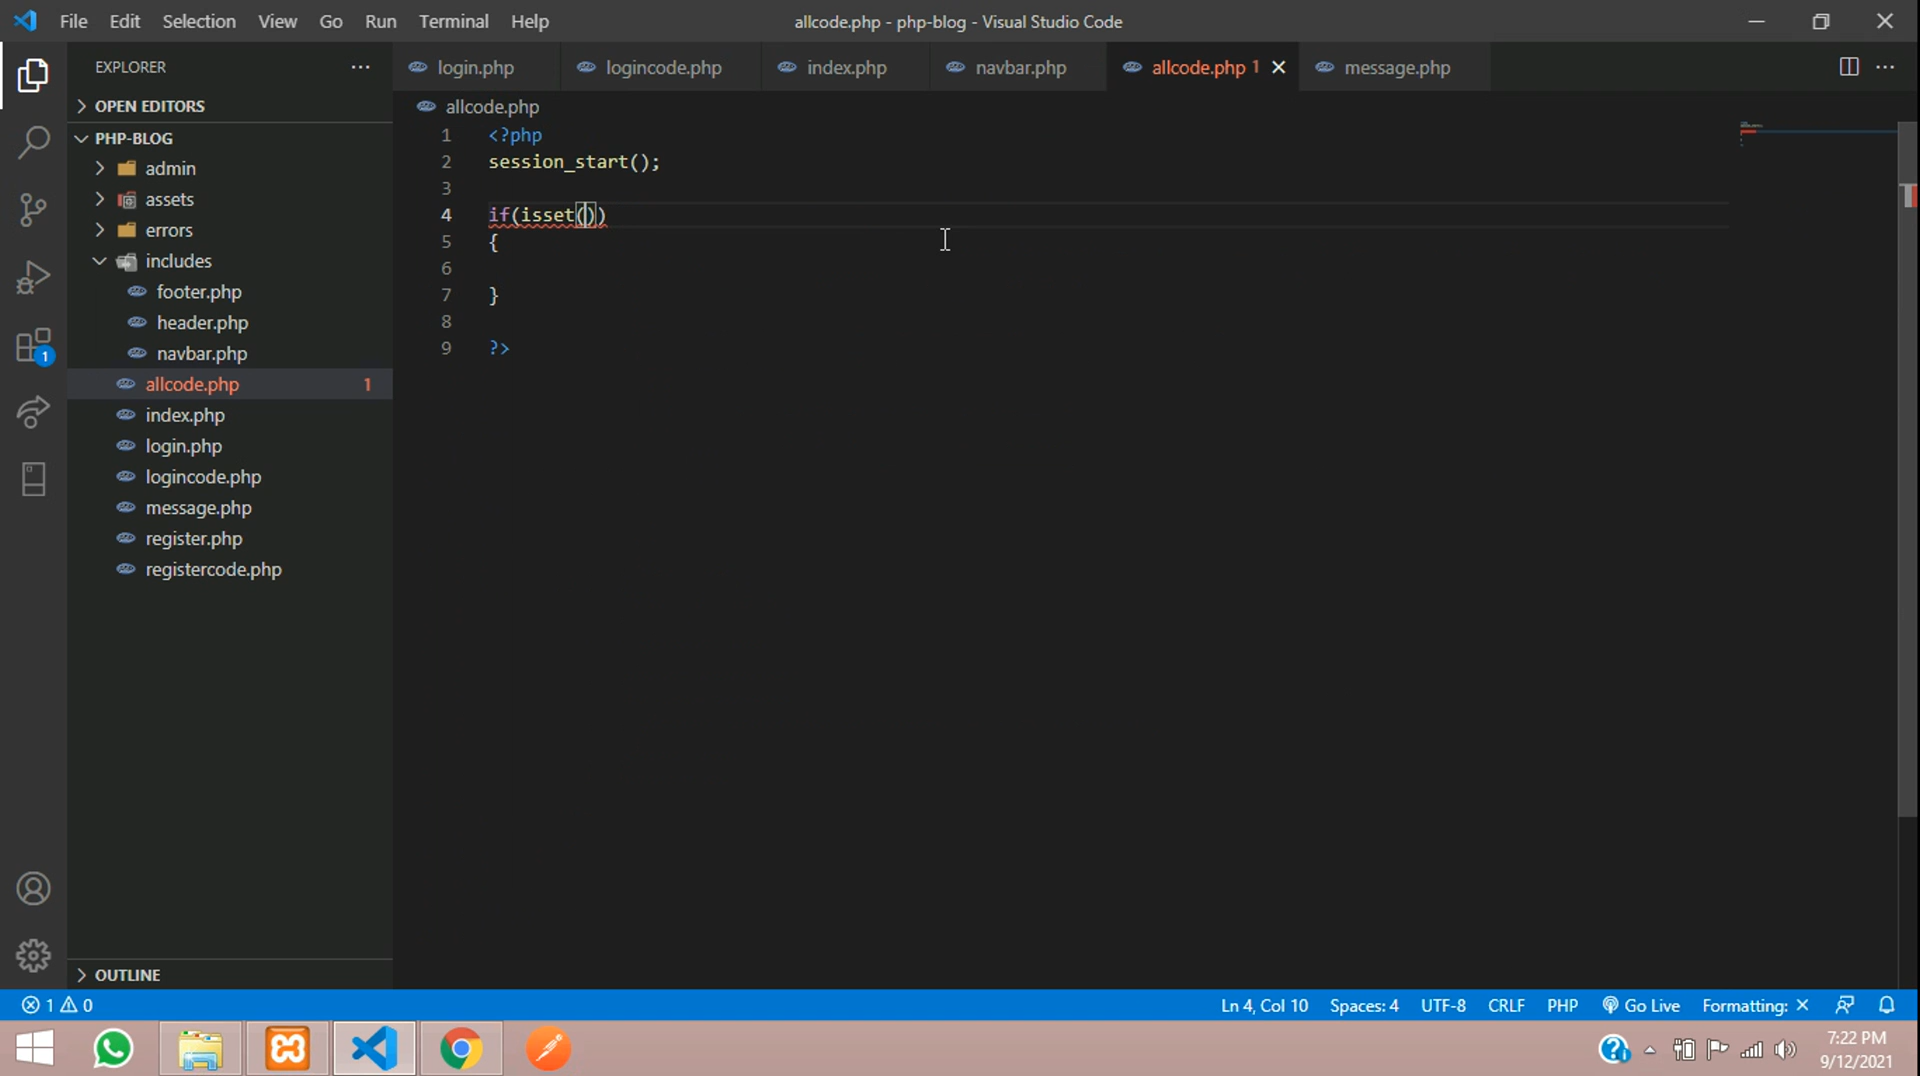 File Edit Selection View Go Run Terminal Help allcode.php - php-blog - Visual Studio Code
EXPLORER
login.php logincode.php index.php navbar.php allcode.php 1 message.php
OPEN EDITORS
allcode.php
PHP-BLOG
admin
assets
errors
includes
footer.php
header.php
navbar.php
allcode.php 1
index.php
login.php
logincode.php
message.php
register.php
registercode.php
OUTLINE
1 <?php
2 session_start();
3
4 if(isset())
5 {
6
7 }
8
9 ?>
1
1 0 Ln 4, Col 10 Spaces: 4 UTF-8 CRLF PHP Go Live Formatting: ×
7:22 PM
9/12/2021